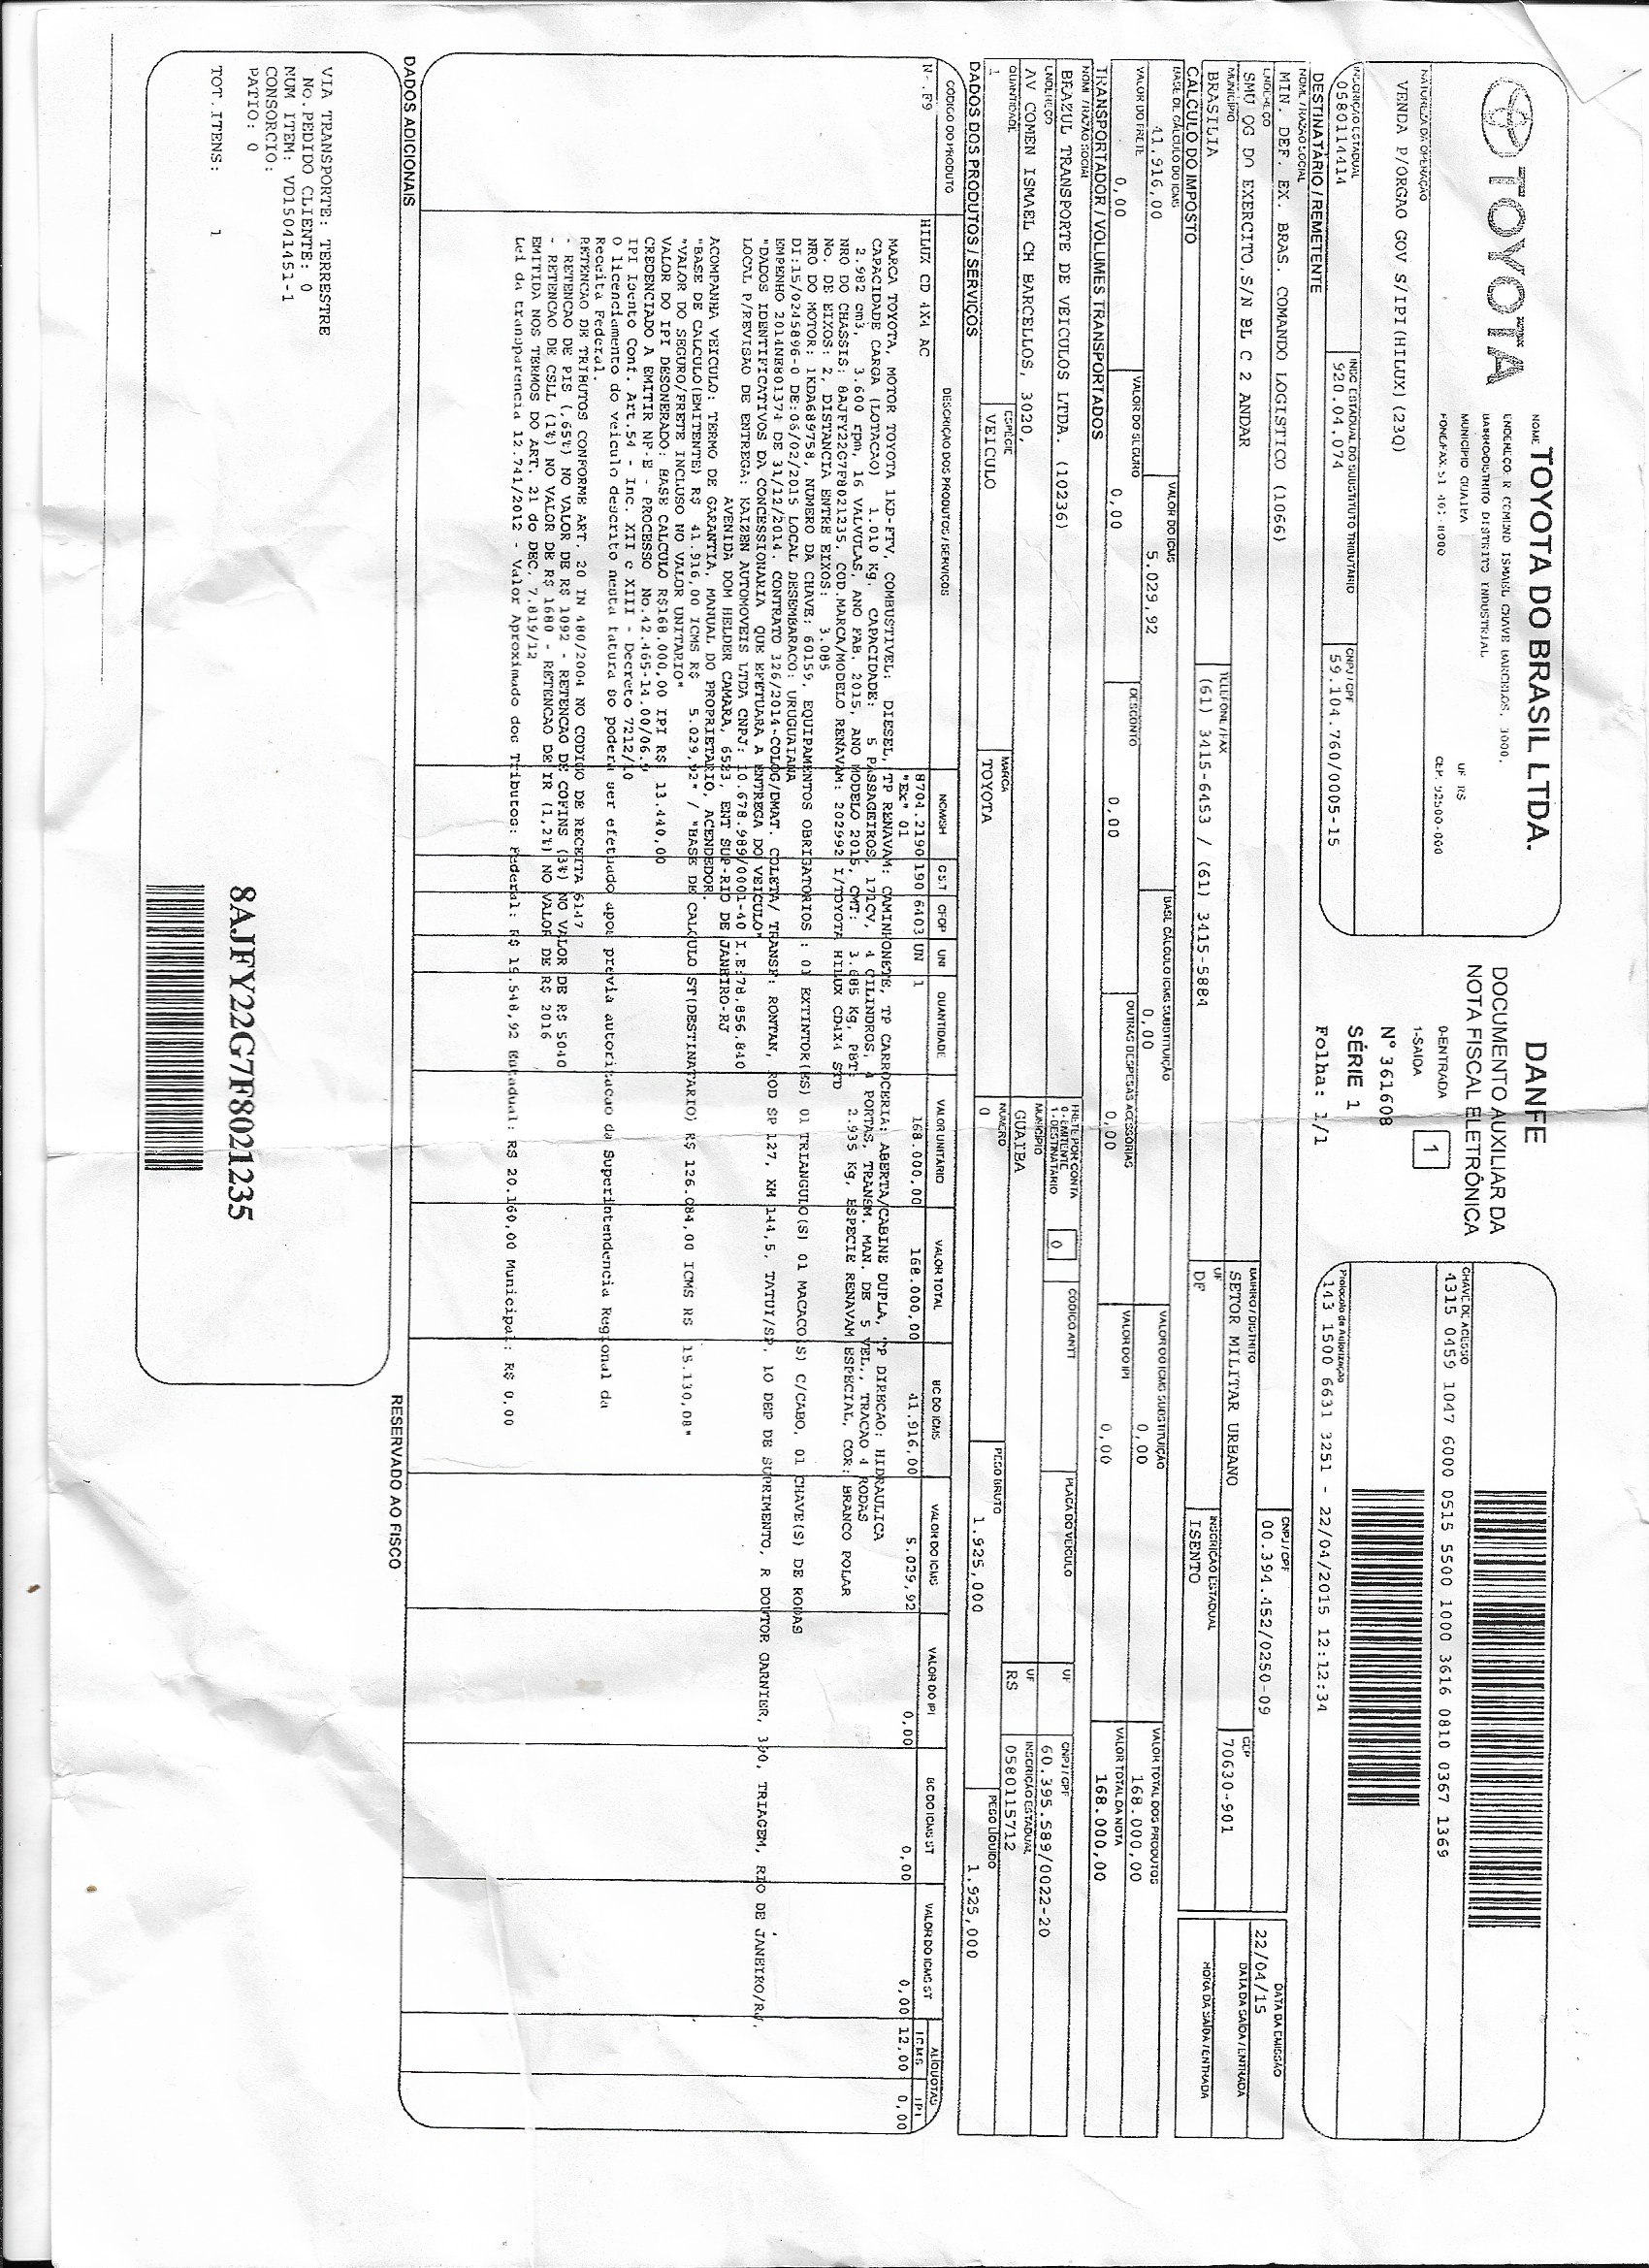 TOYOTA
NOME TOYOTA DO BRASIL LTDA.
ENDEREÇO R COMEND ISMAEL CHAVE BARCELOS, 3000,
BAIRRO/DISTRITO DISTRITO INDUSTRIAL
MUNICÍPIO GUAIBA UF RS
FONE/FAX. CEP. 92500-000
NATUREZA DA OPERAÇÃO
VENDA P/ORGAO GOV S/IPI(HILUX)(23Q)
INSCRIÇÃO ESTADUAL INSC ESTADUAL DO SUBSTITUTO TRIBUTÁRIO CNPJ / CPF
0580114414 920.04.074 59.104.760/0005-15
DANFE
DOCUMENTO AUXILIAR DA
NOTA FISCAL ELETRÔNICA
0-ENTRADA
1-SAIDA 1
Nº 361608
SÉRIE 1
Folha: 1/1
CHAVE DE ACESSO
4315 0459 1047 6000 0515 5500 1000 3616 0810 0367 1369
Protocolo de Autorização
143 1500 6631 3251 - 22/04/2015 12:12:34
DESTINATÁRIO / REMETENTE
NOME / RAZÃO SOCIAL CNPJ / CPF DATA DA EMISSÃO
MIN. DEF. EX. BRAS. COMANDO LOGISTICO (1066) 00.394.452/0250-09 22/04/15
ENDEREÇO BAIRRO / DISTRITO CEP DATA DA SAÍDA / ENTRADA
SMU QG DO EXERCITO,S/N BL C 2 ANDAR SETOR MILITAR URBANO 70630-901
MUNICÍPIO TELEFONE / FAX UF INSCRIÇÃO ESTADUAL HORA DA SAÍDA / ENTRADA
BRASILIA (61) 3415-6453 / (61) 3415-5884 DF ISENTO
CÁLCULO DO IMPOSTO
BASE DE CÁLCULO DO ICMS VALOR DO ICMS BASE CÁLCULO ICMS SUBSTITUIÇÃO VALOR DO ICMS SUBSTITUIÇÃO VALOR TOTAL DOS PRODUTOS
41.916,00 5.029,92 0,00 0,00 168.000,00
VALOR DO FRETE VALOR DO SEGURO DESCONTO OUTRAS DESPESAS ACESSÓRIAS VALOR DO IPI VALOR TOTAL DA NOTA
0,00 0,00 0,00 0,00 0,00 168.000,00
TRANSPORTADOR / VOLUMES TRANSPORTADOS
NOME / RAZÃO SOCIAL FRETE POR CONTA 0 - EMITENTE 1 - DESTINATÁRIO 0 CÓDIGO ANTT PLACA DO VEÍCULO UF CNPJ / CPF
BRAZUL TRANSPORTE DE VEICULOS LTDA. (10236) 60.395.589/0022-20
ENDEREÇO MUNICÍPIO UF INSCRIÇÃO ESTADUAL
AV COMEN ISMAEL CH BARCELLOS, 3020, GUAIBA RS 0580115712
QUANTIDADE ESPÉCIE MARCA NUMERO PESO BRUTO PESO LÍQUIDO
1 VEICULO TOYOTA 0 1.925,000 1.925,000
DADOS DOS PRODUTOS / SERVIÇOS
CÓDIGO DO PRODUTO DESCRIÇÃO DOS PRODUTOS / SERVIÇOS NCM/SH C.S.T CFOP UNI QUANTIDADE VALOR UNITÁRIO VALOR TOTAL BC DO ICMS VALOR DO ICMS VALOR DO IPI BC DO ICMS ST VALOR DO ICMS ST ALÍQUOTAS ICMS IPI
N-.F9 HILUX CD 4X4 AC 8704.2190 190 6403 UN 1 168.000,00 168.000,00 41.916,00 5.029,92 0,00 0,00 0,00 12,00 0,00
"Ex" 01
MARCA TOYOTA, MOTOR TOYOTA 1KD-FTV, COMBUSTIVEL: DIESEL, TP RENAVAM: CAMINHONETE, TP CARROCERIA: ABERTA/CABINE DUPLA, TP DIRECAO: HIDRAULICA
CAPACIDADE CARGA (LOTACAO) 1.010 Kg, CAPACIDADE: 5 PASSAGEIROS, 171CV, 4 CILINDROS, 4 PORTAS, TRANSM. MAN. DE 5 VEL., TRACAO 4 RODAS
2.982 cm3, 3.600 rpm, 16 VALVULAS, ANO FAB. 2015, ANO MODELO 2015, CMT: 3.085 Kg, PBT: 2.935 Kg, ESPECIE RENAVAM ESPECIAL, COR: BRANCO POLAR
NRO DO CHASSIS: 8AJFY22G7F8021235, COD.MARCA/MODELO RENAVAM: 202992 I/TOYOTA HILUX CD4X4 STD
No. DE EIXOS: 2, DISTANCIA ENTRE EIXOS: 3.085
NRO DO MOTOR: 1KDA689758, NUMERO DA CHAVE: 60159, EQUIPAMENTOS OBRIGATORIOS : 01 EXTINTOR(ES) 01 TRIANGULO(S) 01 MACACO(S) C/CABO, 01 CHAVE(S) DE RODAS
DI:15/0245896-0 DE:06/02/2015 LOCAL DESEMBARACO: URUGUAIANA
EMPENHO 2014NE801374 DE 31/12/2014. CONTRATO 326/2014-COLOG/DMAT. COLETA/ TRANSP: RONTAN, ROD SP 127, KM 144,5, TATUI/SP. 1O DEP DE SUPRIMENTO, R DOUTOR GARNIER, 390, TRIAGEM, RIO DE JANEIRO/RJ.
"DADOS IDENTIFICATIVOS DA CONCESSIONARIA QUE EFETUARA A ENTREGA DO VEICULO"
LOCAL P/REVISAO DE ENTREGA: KAIZEN AUTOMOVEIS LTDA CNPJ: 10.678.989/0001-40 I.E:78.856.840
AVENIDA DOM HELDER CAMARA, 6583, ENT SUP-RIO DE JANEIRO-RJ
ACOMPANHA VEICULO: TERMO DE GARANTIA, MANUAL DO PROPRIETARIO, ACENDEDOR.
"BASE DE CALCULO(EMITENTE) R$ 41.916,00 ICMS R$ 5.029,92" / "BASE DE CALCULO ST(DESTINATARIO) R$ 126.084,00 ICMS R$ 15.130,08"
"VALOR DO SEGURO/FRETE INCLUSO NO VALOR UNITARIO"
VALOR DO IPI DESONERADO: BASE CALCULO R$168.000,00 IPI R$ 13.440,00
CREDENCIADO A EMITIR NF-E - PROCESSO No.42.465-14.00/06.
IPI Isento Conf. Art.54 - Inc. XII e XIII - Decreto 7212/10
O licenciamento do veiculo descrito nesta fatura so podera ser efetuado apos previa autorizacao da Superintendencia Regional da
Receita Federal.
RETENCAO DE TRIBUTOS CONFORME ART. 20 IN 480/2004 NO CODIGO DE RECEITA 6147
- RETENCAO DE PIS (,65%) NO VALOR DE R$ 1092 - RETENCAO DE COFINS (3%) NO VALOR DE R$ 5040
- RETENCAO DE CSLL (1%) NO VALOR DE R$ 1680 - RETENCAO DE IR (1,2%) NO VALOR DE R$ 2016
EMITIDA NOS TERMOS DO ART. 21 do DEC. 7.819/12
Lei da transparencia 12.741/2012 - Valor Aproximado dos Tributos: Federal: R$ 19.548,92 Estadual: R$ 20.160,00 Municipal: R$ 0,00
DADOS ADICIONAIS
RESERVADO AO FISCO
VIA TRANSPORTE: TERRESTRE
No.PEDIDO CLIENTE: 0
NUM ITEM: VD15041451-1
CONSORCIO:
PATIO: 0
TOT.ITENS: 1
8AJFY22G7F8021235